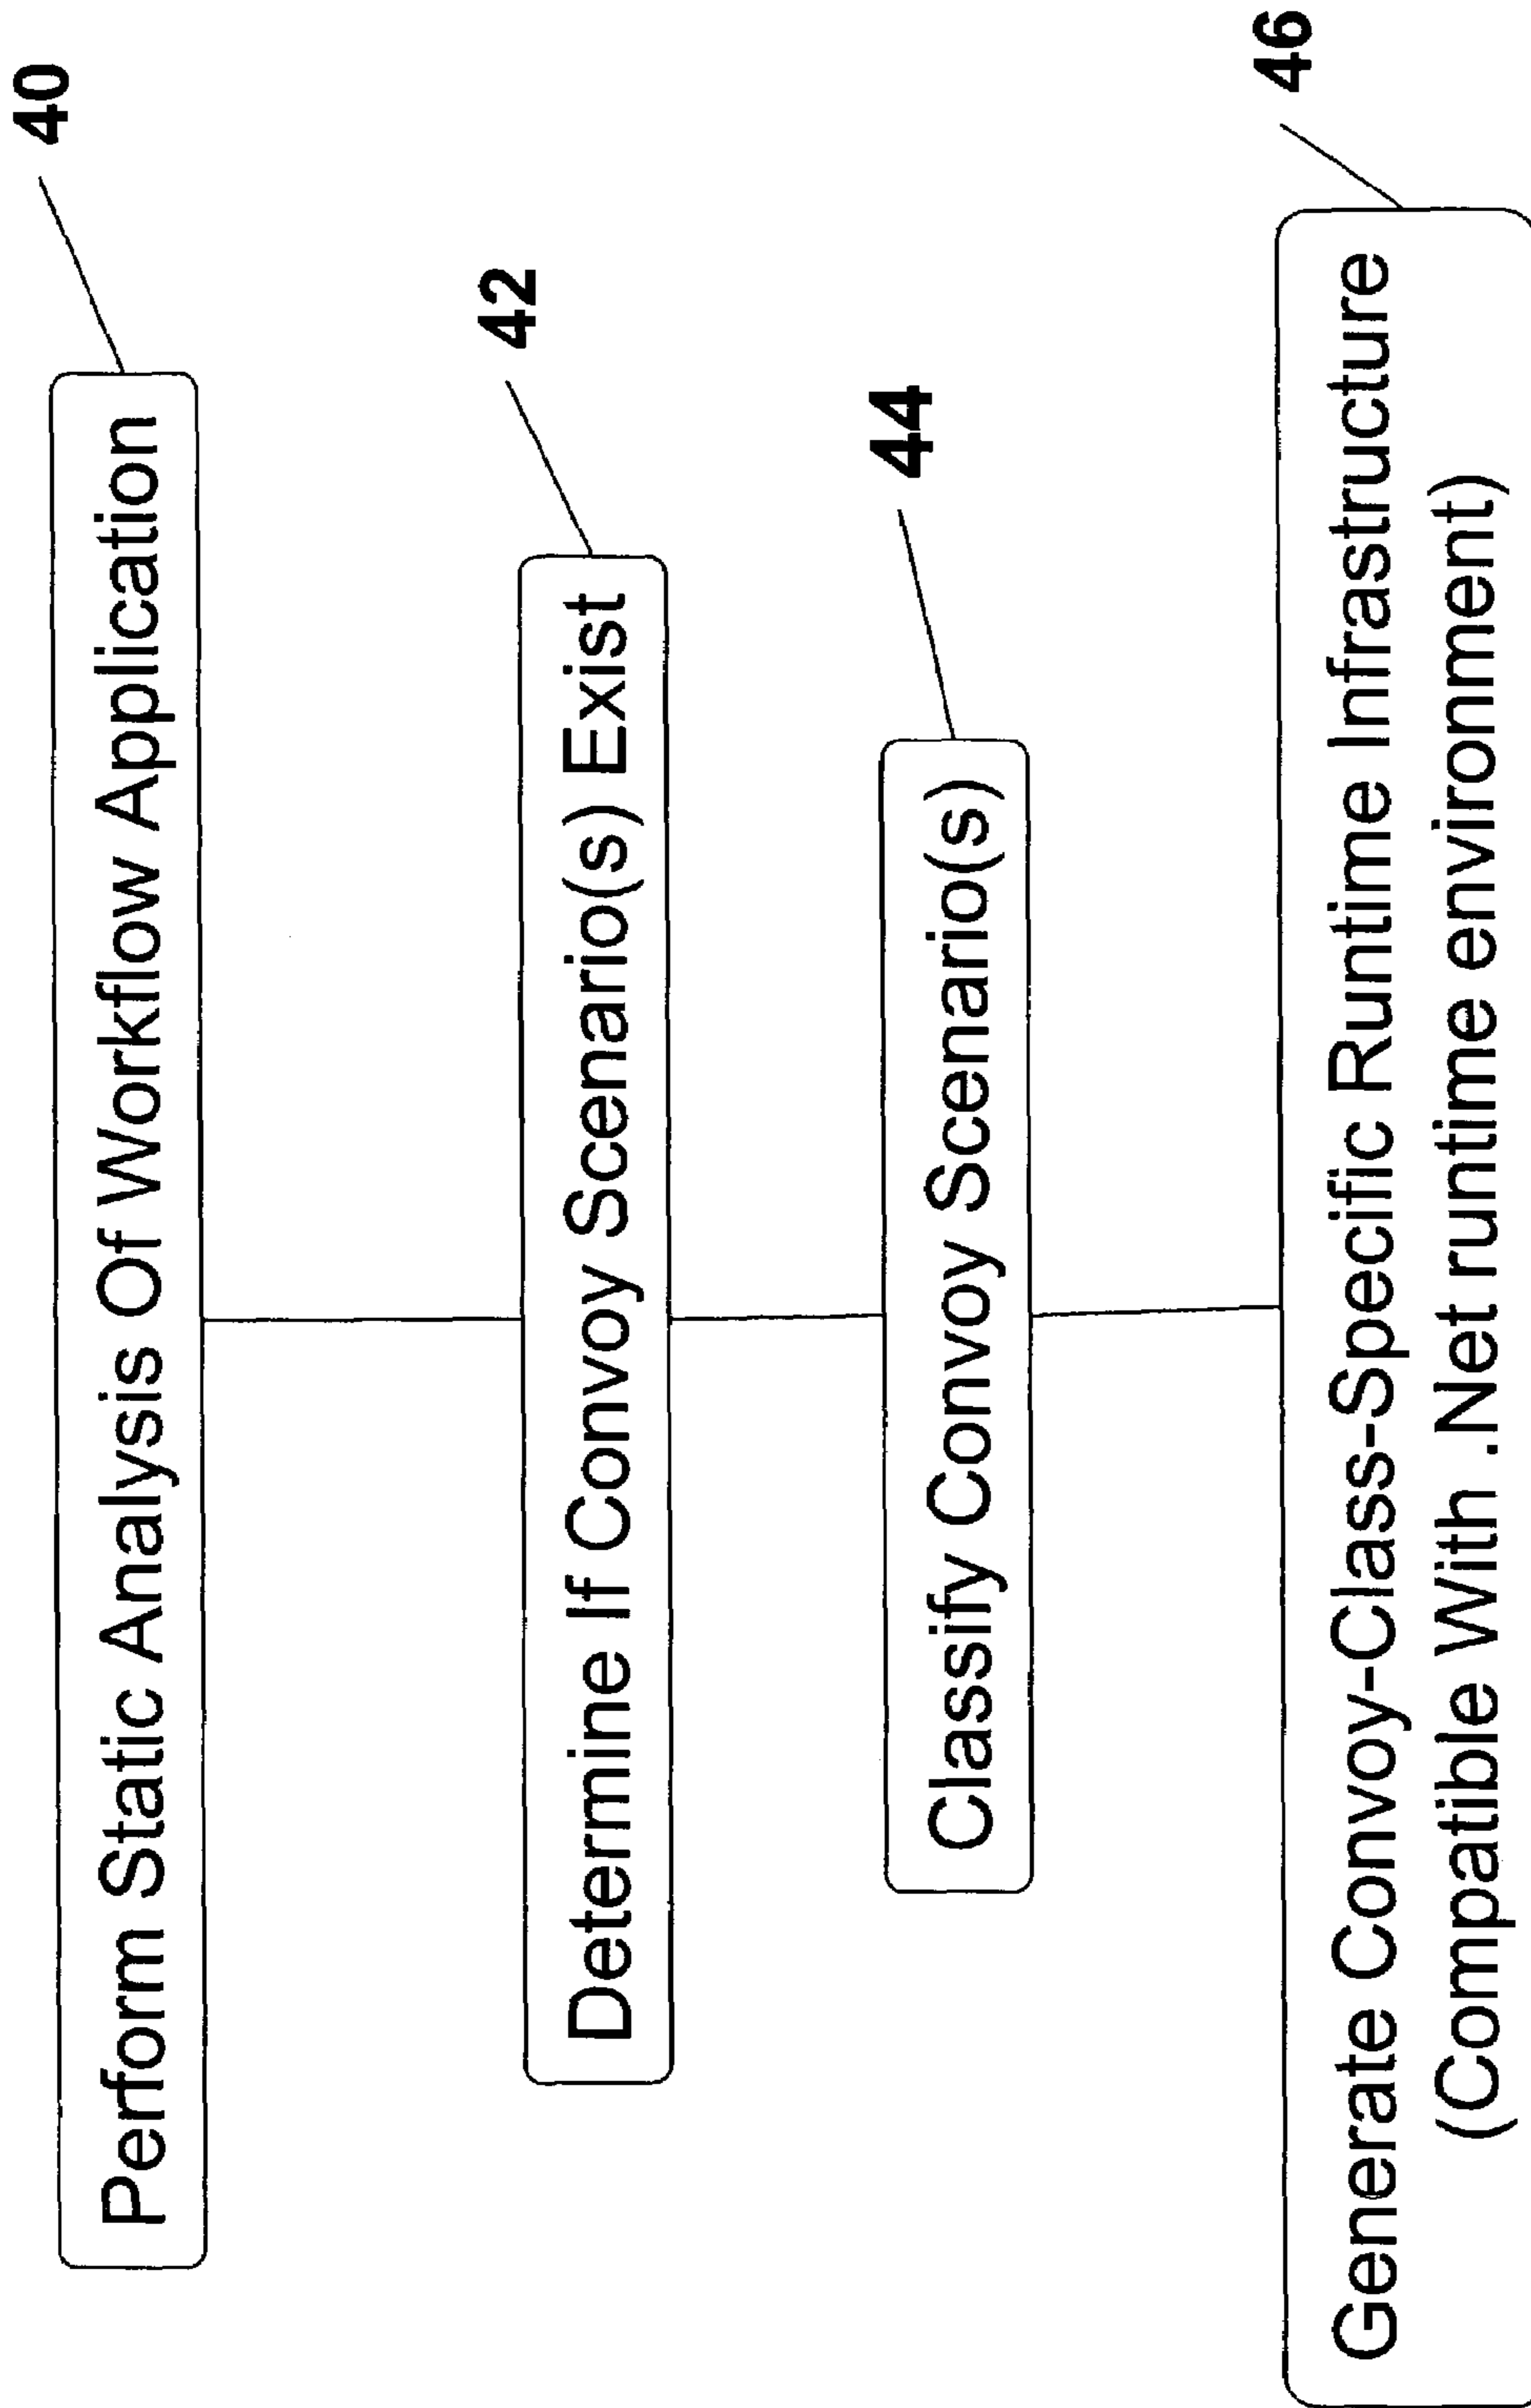 40
Perform Static Analysis Of Workflow Application
42
Determine If Convoy Scenario(s) Exist
44
Classify Convoy Scenario(s)
46
Generate Convoy-Class-Specific Runtime Infrastructure
(Compatible With .Net runtime environment)